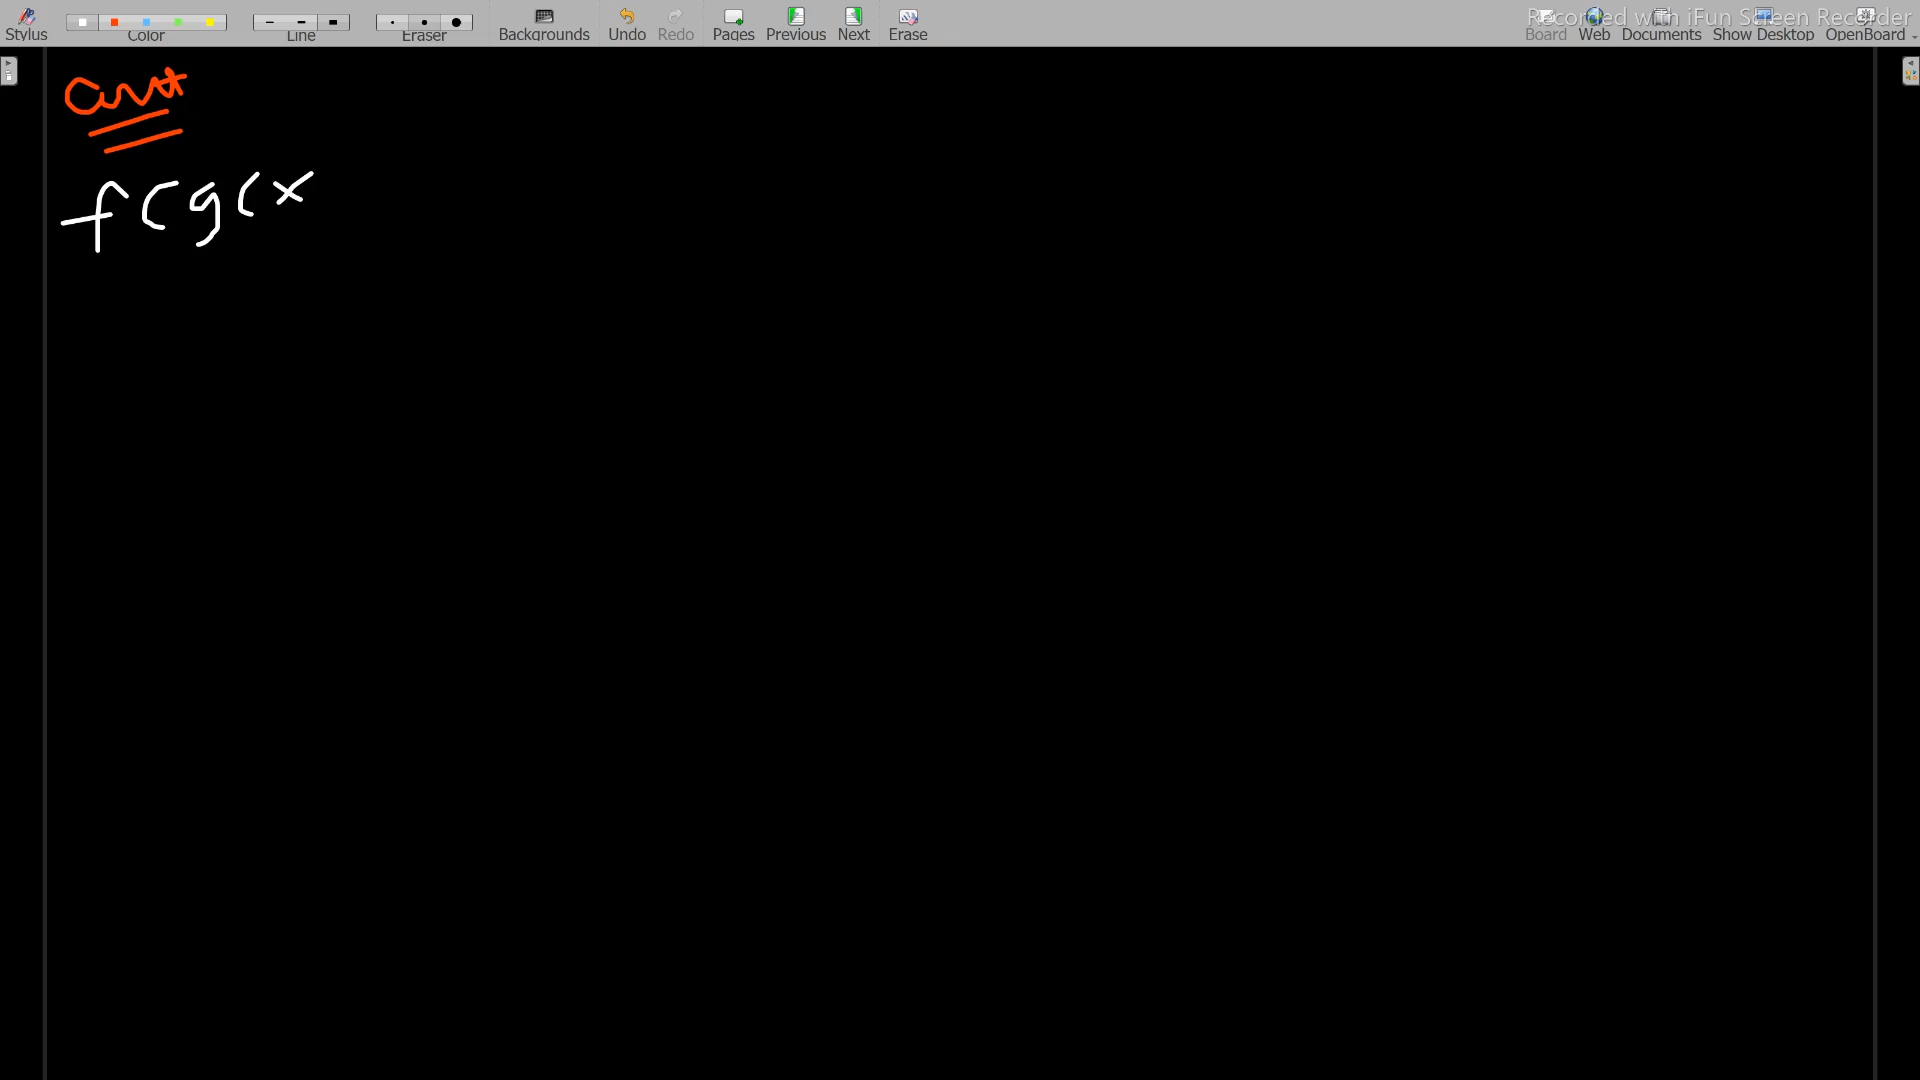 Recorded with iFun Screen Recorder
Stylus Color Line Eraser Backgrounds Undo Redo Pages Previous Next Erase Board Web Documents Show Desktop OpenBoard
f(g(x